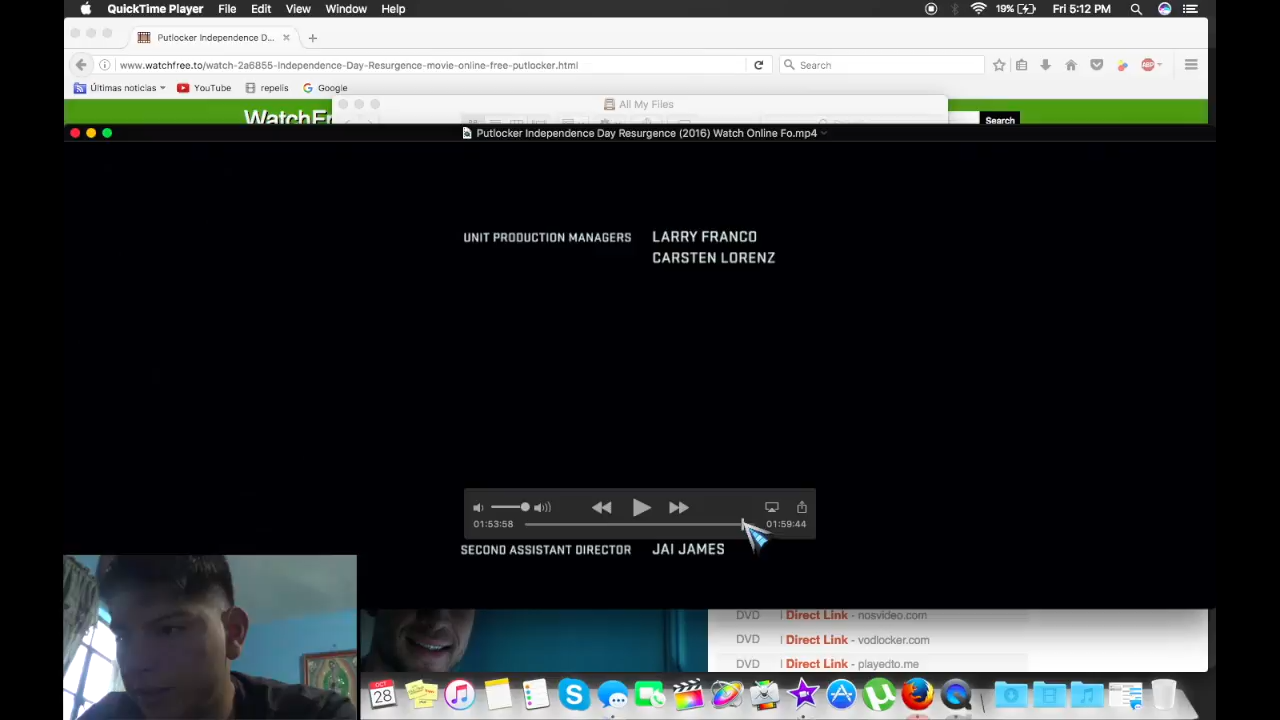 QuickTime Player File Edit View Window Help 19% Fri 5:12 PM
Putlocker Independence D...
www.watchfree.to/watch-2a6855-Independence-Day-Resurgence-movie-online-free-putlocker.html Search
Últimas noticias YouTube repelis Google
All My Files
WatchFr Search
Putlocker Independence Day Resurgence (2016) Watch Online Fo.mp4
UNIT PRODUCTION MANAGERS LARRY FRANCO
CARSTEN LORENZ
01:53:58 01:59:44
SECOND ASSISTANT DIRECTOR JAI JAMES
DVD Direct Link - nosvideo.com
DVD Direct Link - vodlocker.com
DVD Direct Link - playedto.me
OCT
28